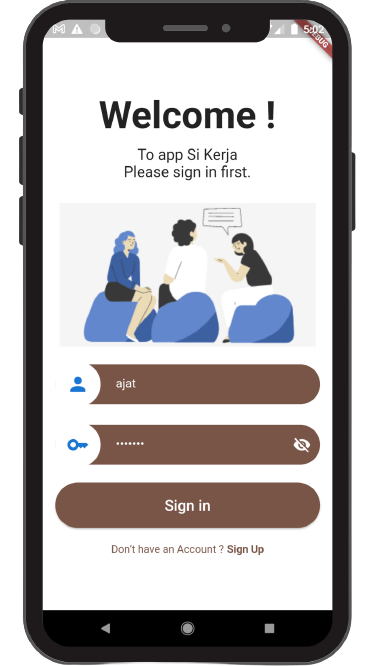 5:02
Welcome !
To app Si Kerja
Please sign in first.
ajat
•••••••
Sign in
Don't have an Account ? Sign Up